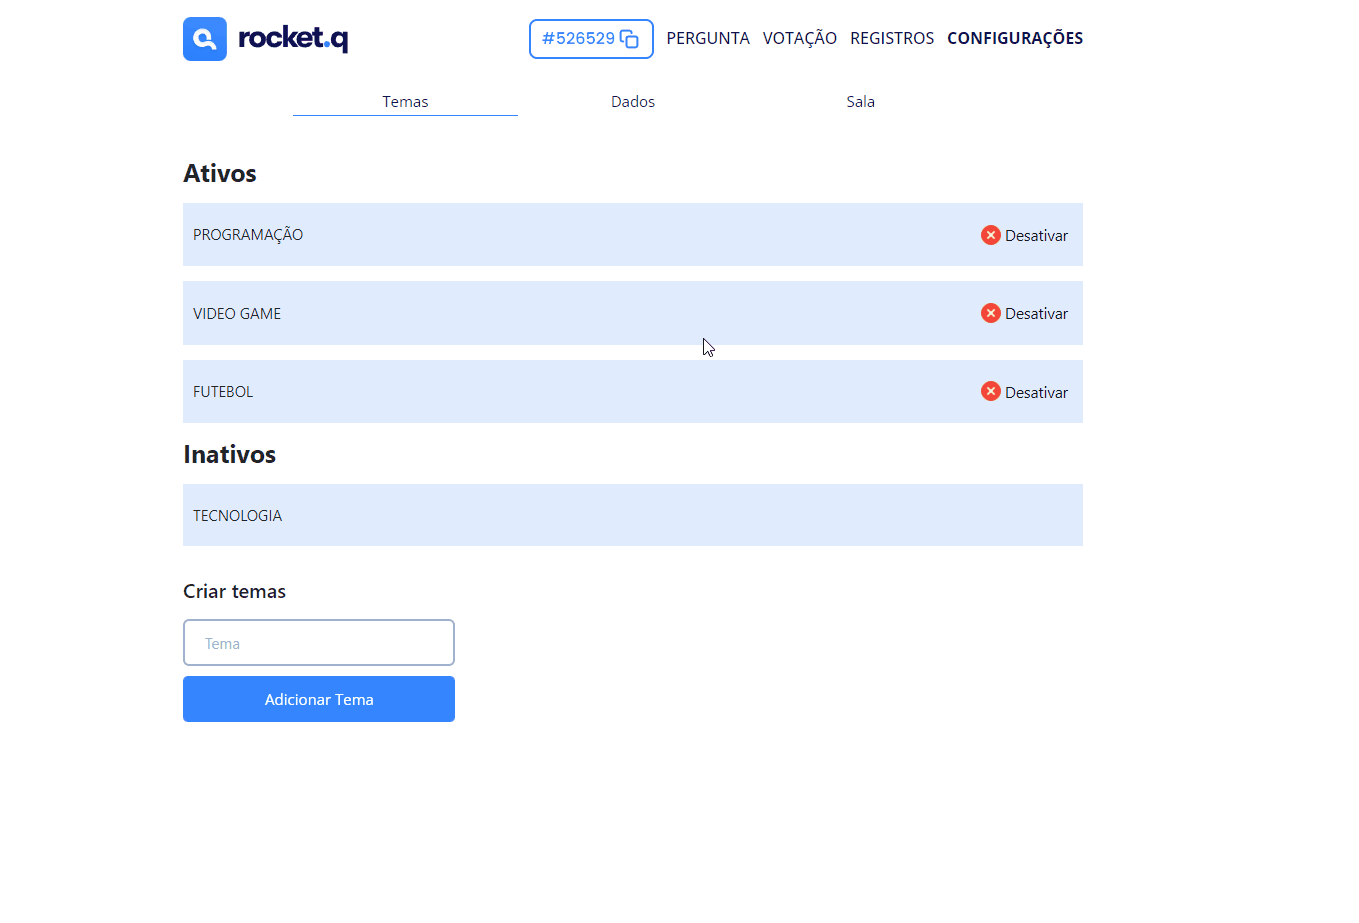 rocket.q
#526529 PERGUNTA VOTAÇÃO REGISTROS CONFIGURAÇÕES
Temas Dados Sala
Ativos
PROGRAMAÇÃO Desativar
VIDEO GAME Desativar
FUTEBOL Desativar
Inativos
TECNOLOGIA
Criar temas
Tema
Adicionar Tema